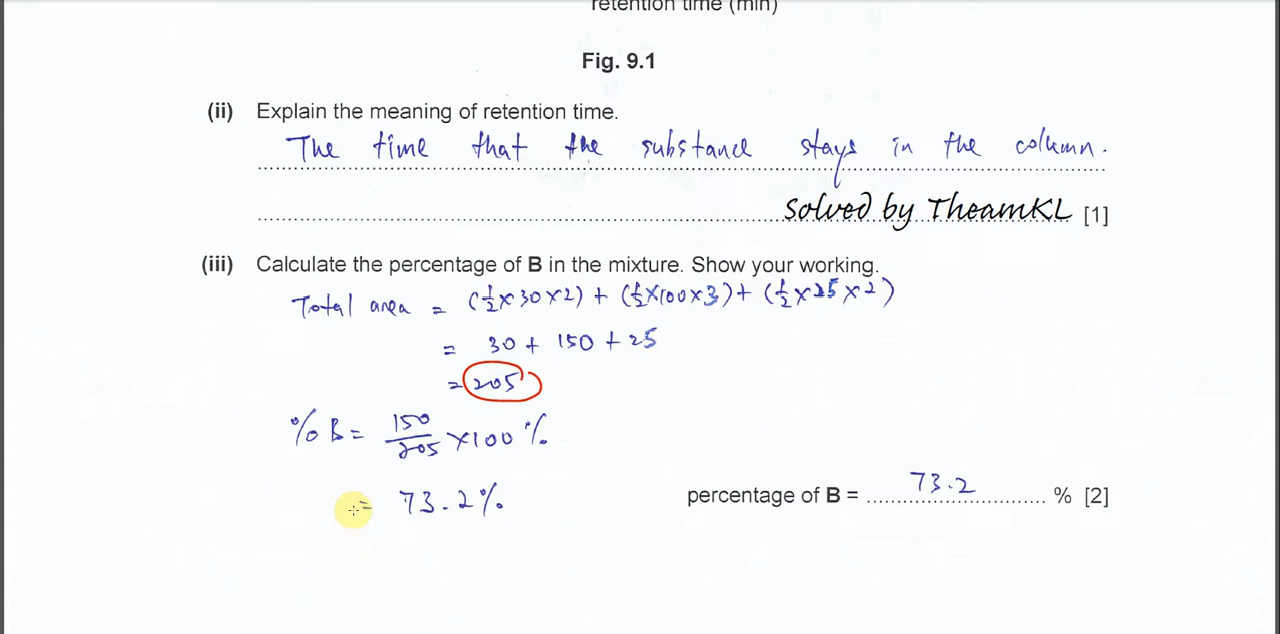 retention time (min)
Fig. 9.1
(ii) Explain the meaning of retention time.
The time that the substance stays in the column.
Solved by TheamKL [1]
(iii) Calculate the percentage of B in the mixture. Show your working.
Total area = (½×30×2) + (½×100×3) + (½×25×2)
= 30 + 150 + 25
= 205
% B = 150/205 ×100 %
= 73.2%
percentage of B = 73.2 % [2]